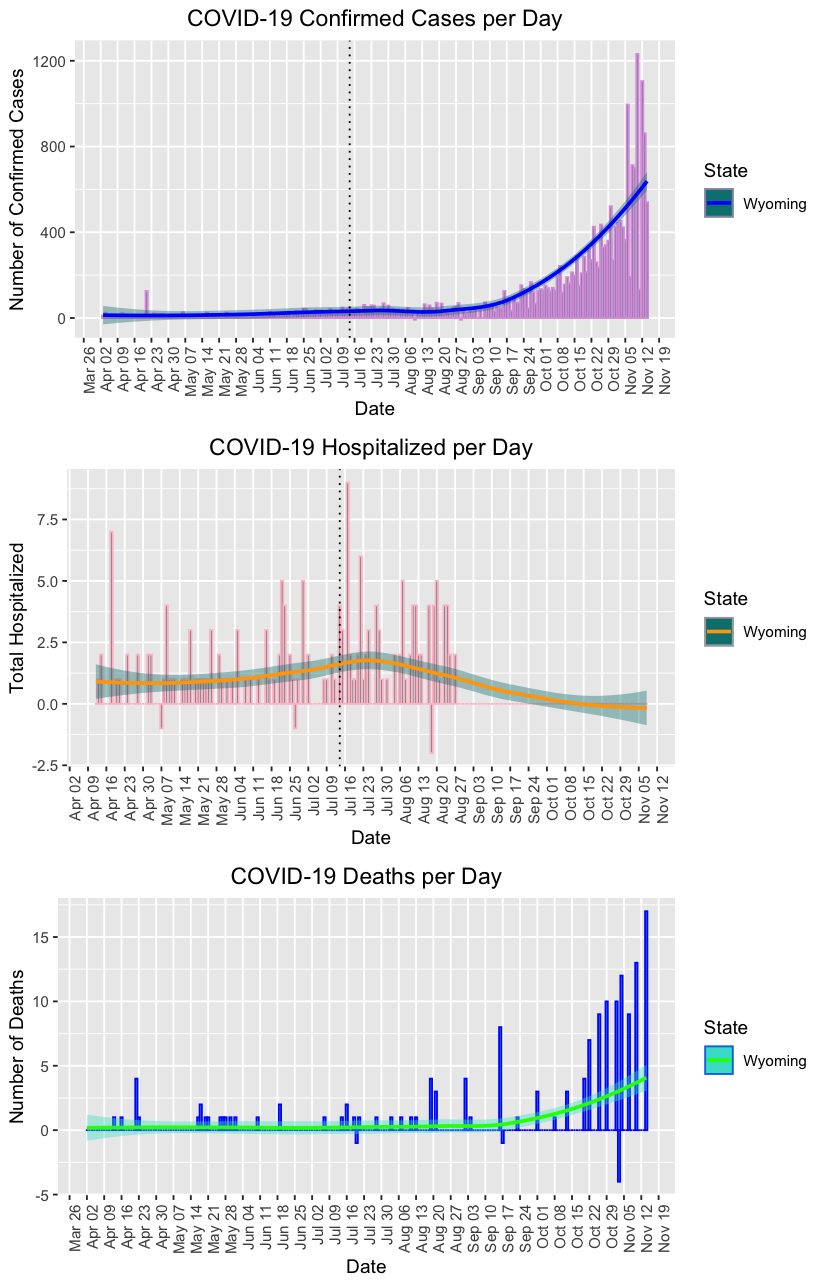 COVID-19 Confirmed Cases per Day
Number of Confirmed Cases
1200
800
400
0
Mar 26
Apr 02
Apr 09
Apr 16
Apr 23
Apr 30
May 07
May 14
May 21
May 28
Jun 04
Jun 11
Jun 18
Jun 25
Jul 02
Jul 09
Jul 16
Jul 23
Jul 30
Aug 06
Aug 13
Aug 20
Aug 27
Sep 03
Sep 10
Sep 17
Sep 24
Oct 01
Oct 08
Oct 15
Oct 22
Oct 29
Nov 05
Nov 12
Nov 19
Date
State
Wyoming
COVID-19 Hospitalized per Day
Total Hospitalized
7.5
5.0
2.5
0.0
-2.5
Apr 02
Apr 09
Apr 16
Apr 23
Apr 30
May 07
May 14
May 21
May 28
Jun 04
Jun 11
Jun 18
Jun 25
Jul 02
Jul 09
Jul 16
Jul 23
Jul 30
Aug 06
Aug 13
Aug 20
Aug 27
Sep 03
Sep 10
Sep 17
Sep 24
Oct 01
Oct 08
Oct 15
Oct 22
Oct 29
Nov 05
Nov 12
Date
State
Wyoming
COVID-19 Deaths per Day
Number of Deaths
15
10
5
0
-5
Mar 26
Apr 02
Apr 09
Apr 16
Apr 23
Apr 30
May 07
May 14
May 21
May 28
Jun 04
Jun 11
Jun 18
Jun 25
Jul 02
Jul 09
Jul 16
Jul 23
Jul 30
Aug 06
Aug 13
Aug 20
Aug 27
Sep 03
Sep 10
Sep 17
Sep 24
Oct 01
Oct 08
Oct 15
Oct 22
Oct 29
Nov 05
Nov 12
Nov 19
Date
State
Wyoming